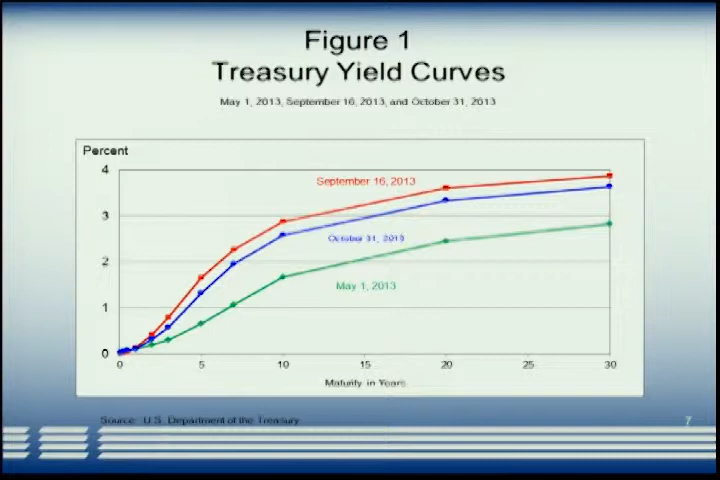 Figure 1
Treasury Yield Curves
May 1, 2013, September 16, 2013, and October 31, 2013
Percent
4
September 16, 2013
3
October 31, 2013
2
May 1, 2013
1
0
0 5 10 15 20 25 30
Maturity in Years
Source: U.S. Department of the Treasury
7